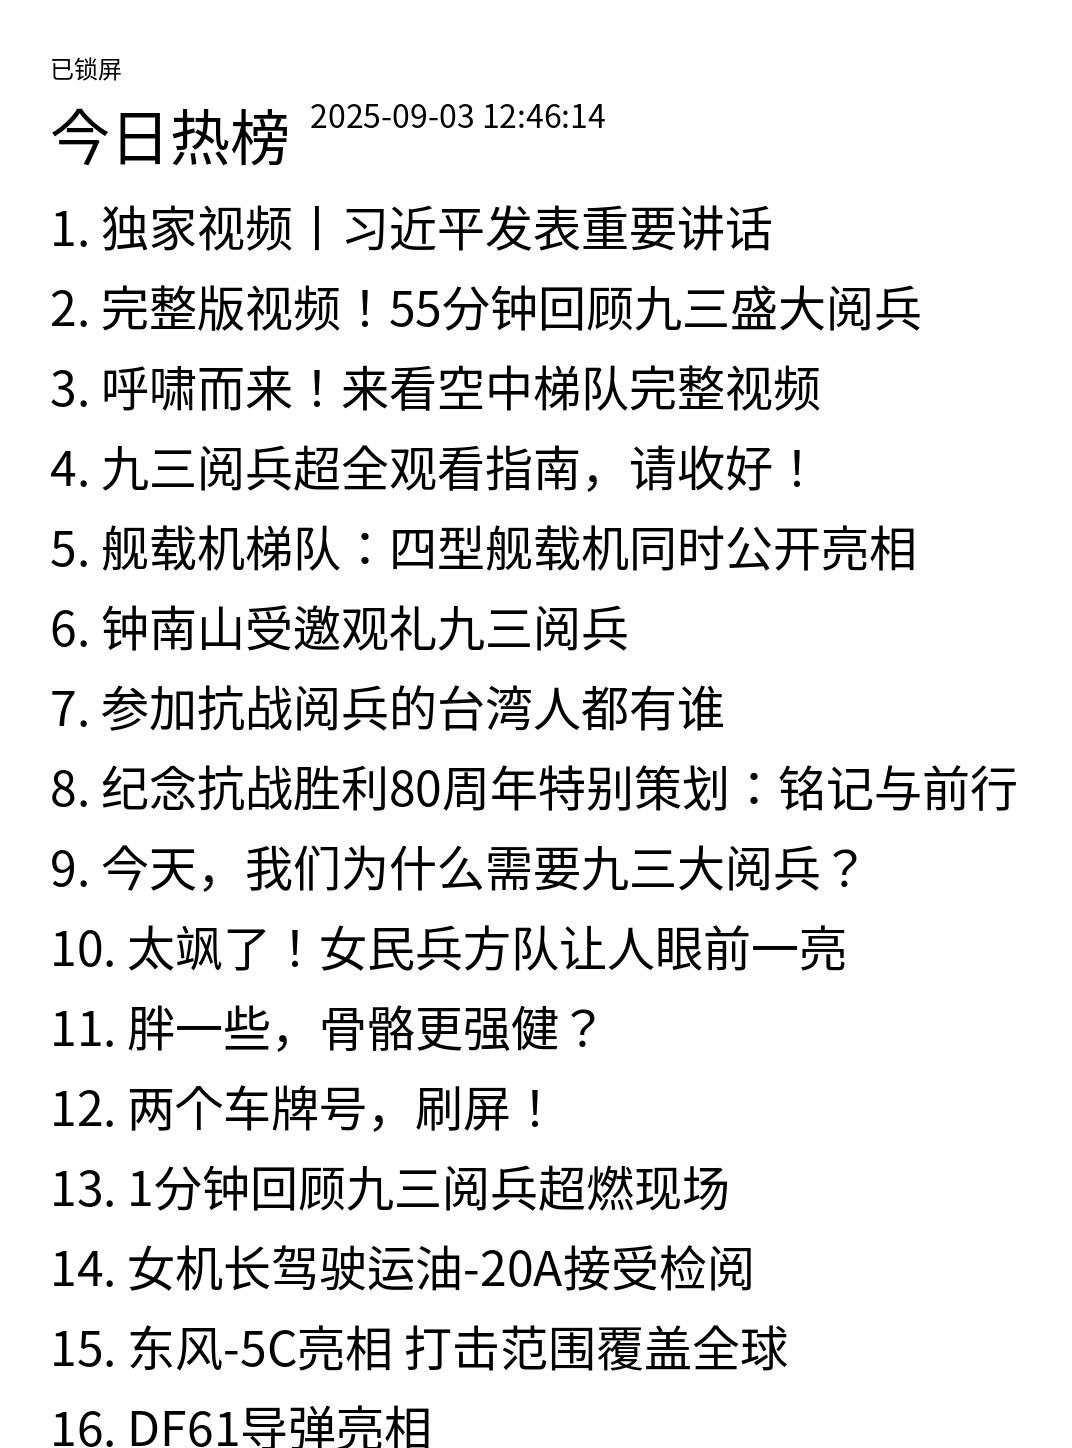 已锁屏
今日热榜 2025-09-03 12:46:14
1. 独家视频丨习近平发表重要讲话
2. 完整版视频！55分钟回顾九三盛大阅兵
3. 呼啸而来！来看空中梯队完整视频
4. 九三阅兵超全观看指南，请收好！
5. 舰载机梯队：四型舰载机同时公开亮相
6. 钟南山受邀观礼九三阅兵
7. 参加抗战阅兵的台湾人都有谁
8. 纪念抗战胜利80周年特别策划：铭记与前行
9. 今天，我们为什么需要九三大阅兵？
10. 太飒了！女民兵方队让人眼前一亮
11. 胖一些，骨骼更强健？
12. 两个车牌号，刷屏！
13. 1分钟回顾九三阅兵超燃现场
14. 女机长驾驶运油-20A接受检阅
15. 东风-5C亮相 打击范围覆盖全球
16. DF61导弹亮相